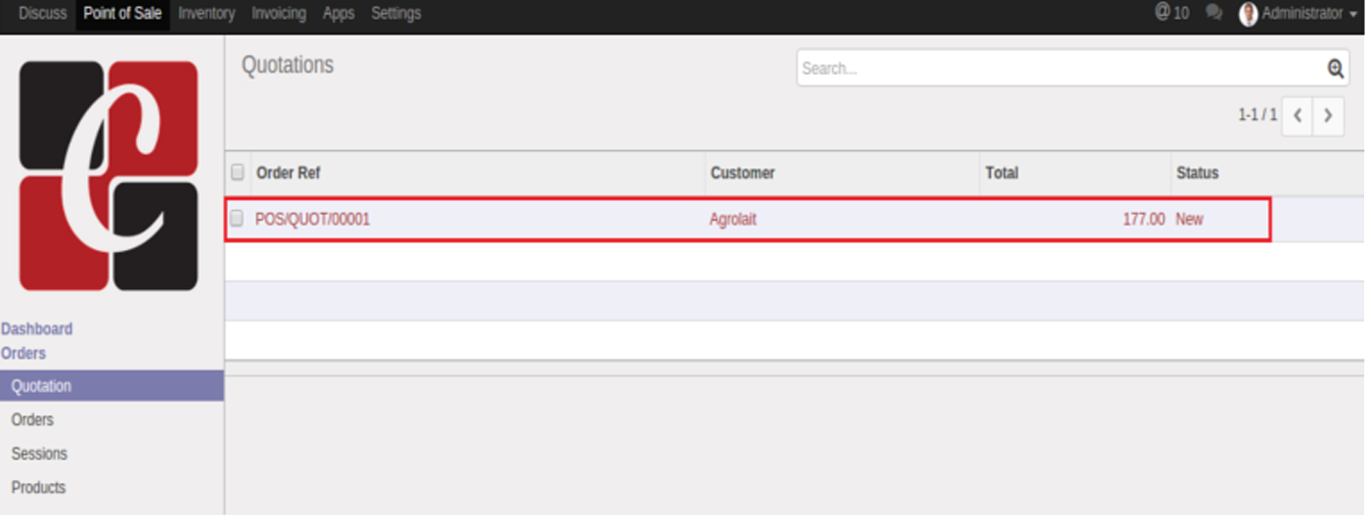 Discuss Point of Sale Inventory Invoicing Apps Settings @ 10 Administrator
Quotations
Search...
1-1 / 1
Order Ref Customer Total Status
POS/QUOT/00001 Agrolait 177.00 New
C
Dashboard
Orders
Quotation
Orders
Sessions
Products